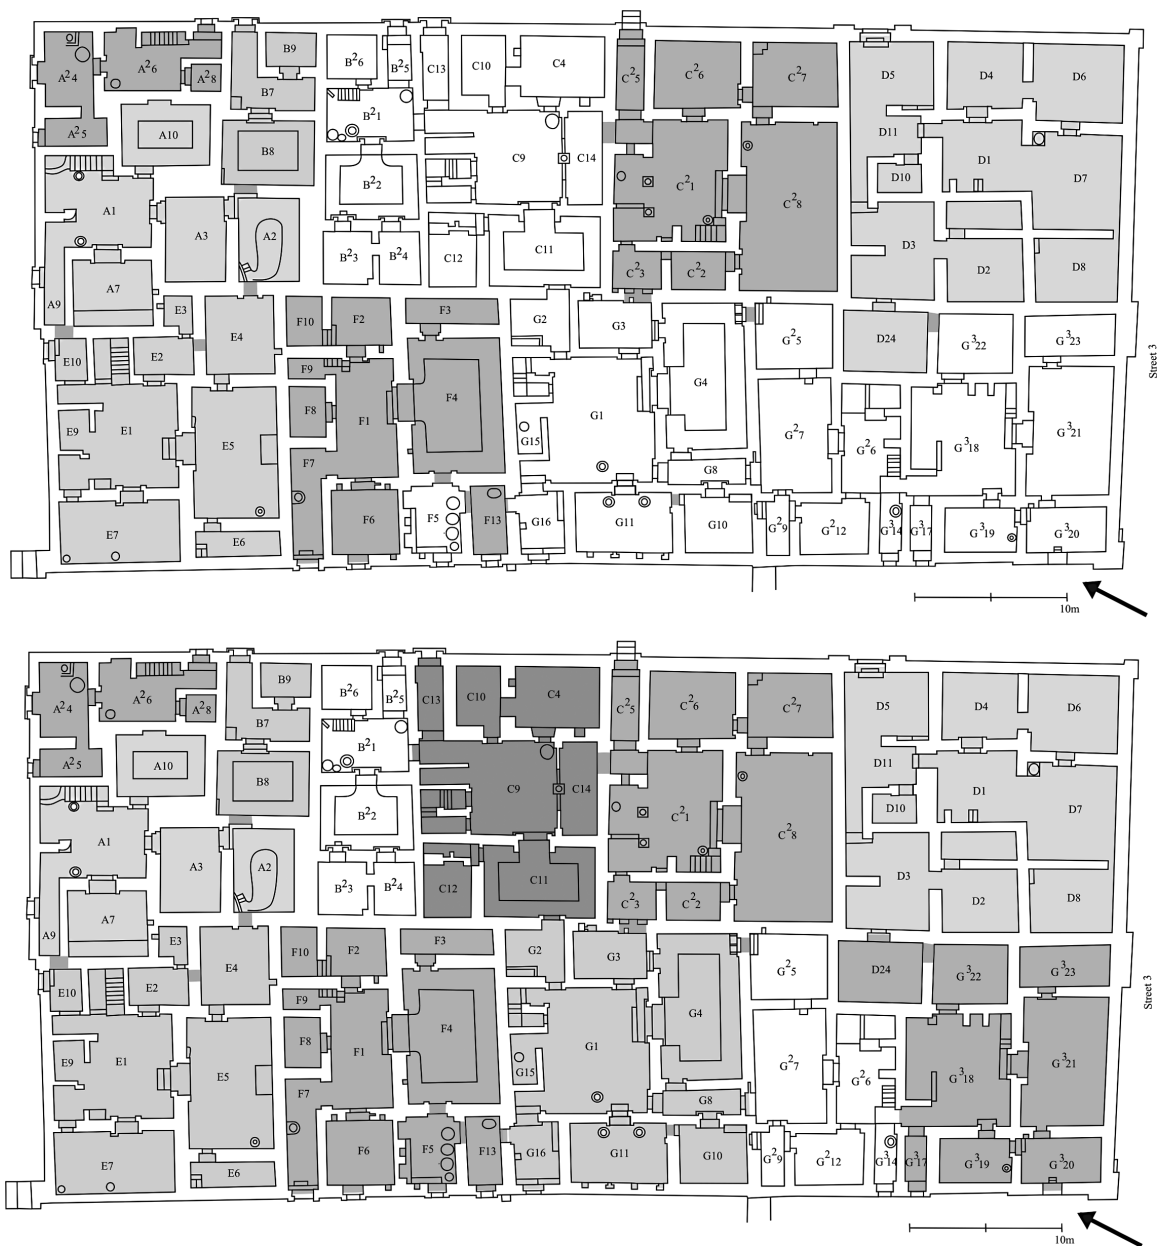 A²4
A²6
A²8
A²5
B9
B7
A10
B8
B²6
B²5
C13
C10
C4
B²1
C9
C14
B²2
C²5
C²6
C²7
C²1
C²8
D5
D4
D6
D11
D1
D10
D7
A1
A3
A2
B²3
B²4
C12
C11
C²3
C²2
D3
D2
D8
A9
A7
E3
E4
F10
F2
F3
G2
G3
G²5
D24
G³22
G³23
Street 3
E10
E2
F9
F8
F1
F4
G4
E9
E1
E5
G15
G1
G²7
G²6
G³18
G³21
F7
G8
E7
E6
F6
F5
F13
G16
G11
G10
G²9
G²12
G³14
G³17
G³19
G³20
10m
A²4
A²6
A²8
A²5
B9
B7
A10
B8
B²6
B²5
C13
C10
C4
B²1
C9
C14
B²2
C²5
C²6
C²7
C²1
C²8
D5
D4
D6
D11
D1
D10
D7
A1
A3
A2
B²3
B²4
C12
C11
C²3
C²2
D3
D2
D8
A9
A7
E3
E4
F10
F2
F3
G2
G3
G²5
D24
G³22
G³23
Street 3
E10
E2
F9
F8
F1
F4
G4
E9
E1
E5
G15
G1
G²7
G²6
G³18
G³21
F7
G8
E7
E6
F6
F5
F13
G16
G11
G10
G²9
G²12
G³14
G³17
G³19
G³20
10m